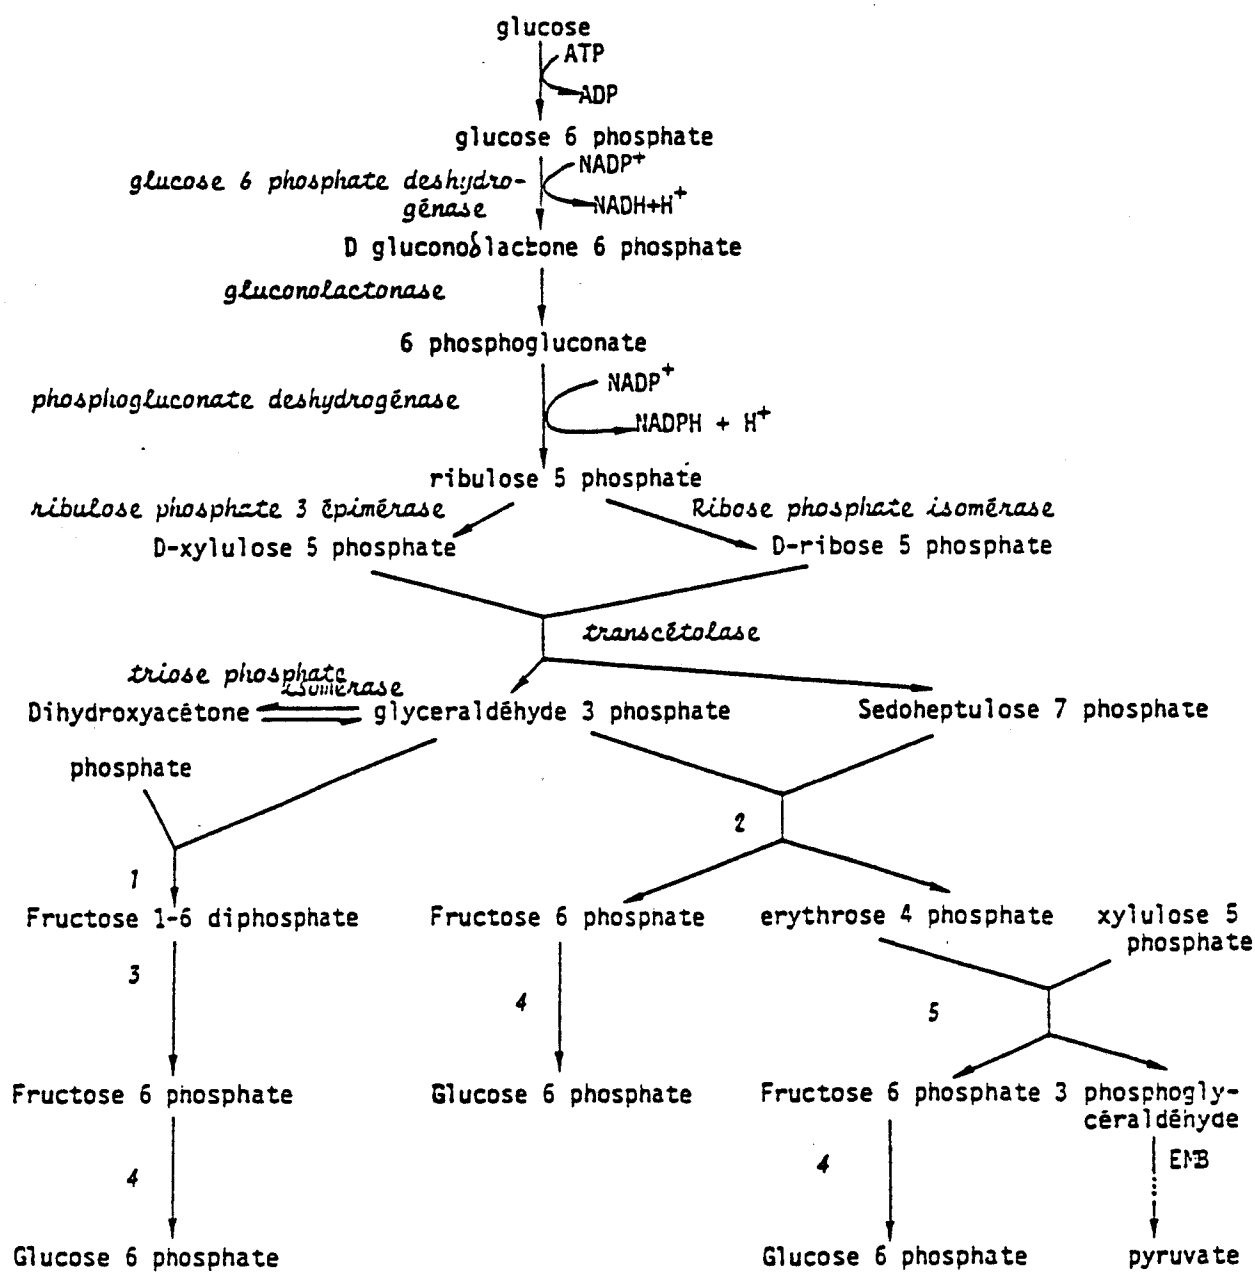 glucose
ATP
ADP
glucose 6 phosphate
NADP+
glucose 6 phosphate deshydro-
génase
NADH+H+
D gluconoδlactone 6 phosphate
gluconolactonase
6 phosphogluconate
NADP+
phosphogluconate deshydrogénase
NADPH + H+
ribulose 5 phosphate
ribulose phosphate 3 épimérase
Ribose phosphate isomérase
D-xylulose 5 phosphate
D-ribose 5 phosphate
transcétolase
triose phosphate
isomérase
Dihydroxyacétone
glyceraldéhyde 3 phosphate
Sedoheptulose 7 phosphate
phosphate
2
1
Fructose 1-6 diphosphate
Fructose 6 phosphate
erythrose 4 phosphate
xylulose 5
phosphate
3
4
5
Fructose 6 phosphate
Glucose 6 phosphate
Fructose 6 phosphate
3 phosphogly-
céraldéhyde
4
4
EMB
Glucose 6 phosphate
Glucose 6 phosphate
pyruvate